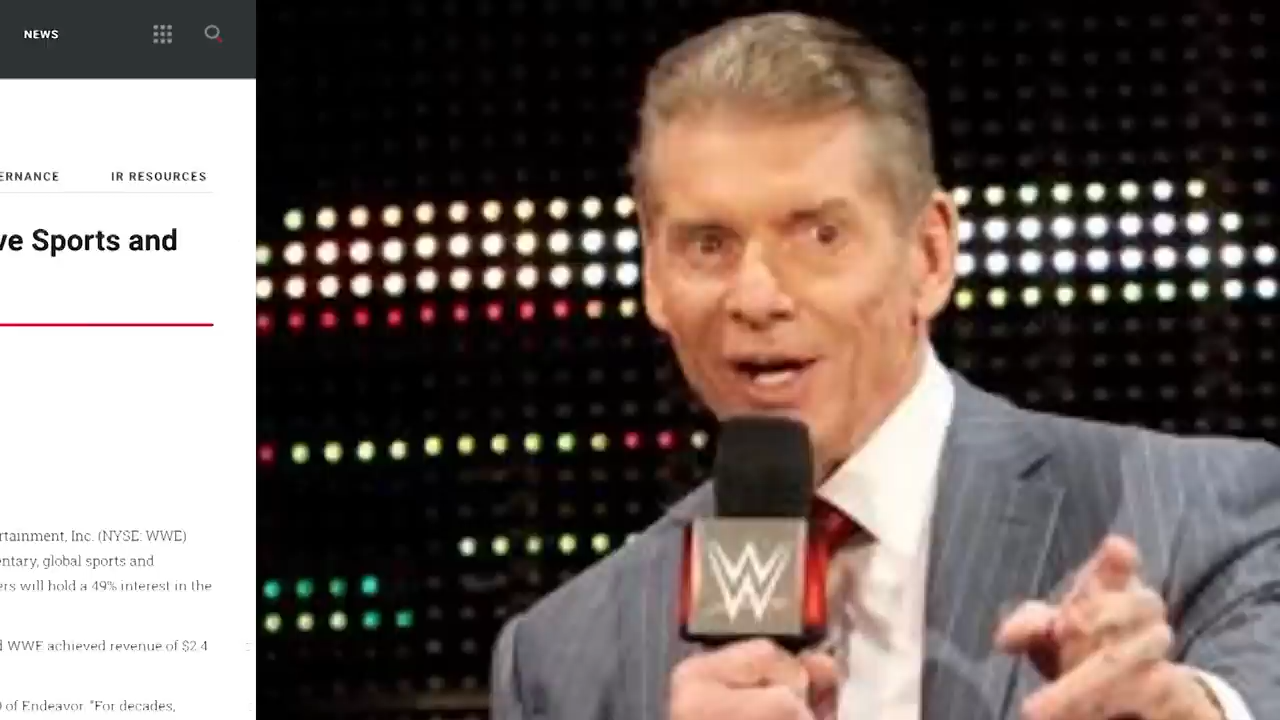 NEWS
ERNANCE
IR RESOURCES
ve Sports and
rtainment, Inc. (NYSE: WWE)
entary, global sports and
ers will hold a 49% interest in the
d WWE achieved revenue of $2.4
O of Endeavor. "For decades,
W